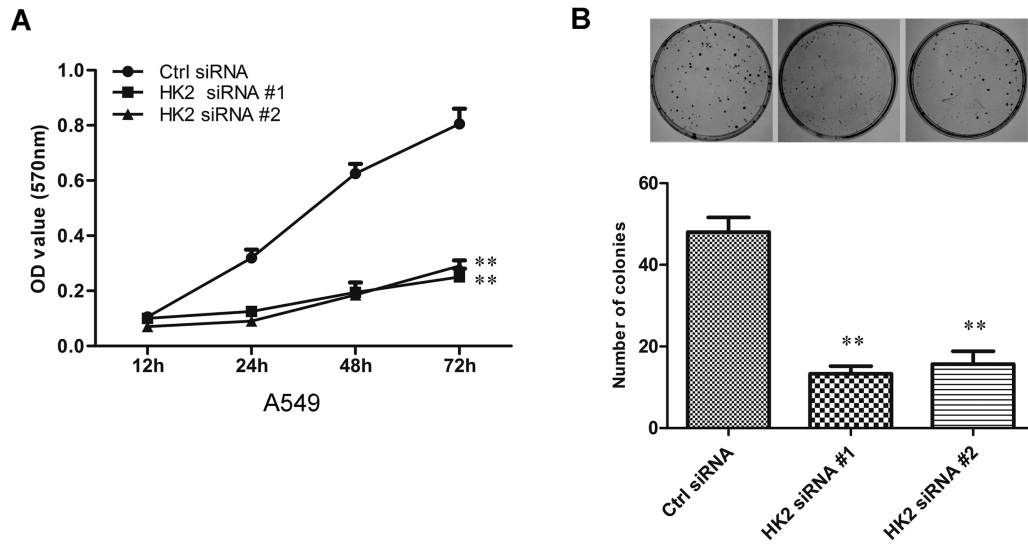 A
Ctrl siRNA
HK2 siRNA #1
HK2 siRNA #2
OD value (570nm)
1.0
0.8
0.6
0.4
0.2
0.0
12h 24h 48h 72h
**
**
A549
B
Number of colonies
60
40
20
0
**
**
Ctrl siRNA
HK2 siRNA #1
HK2 siRNA #2